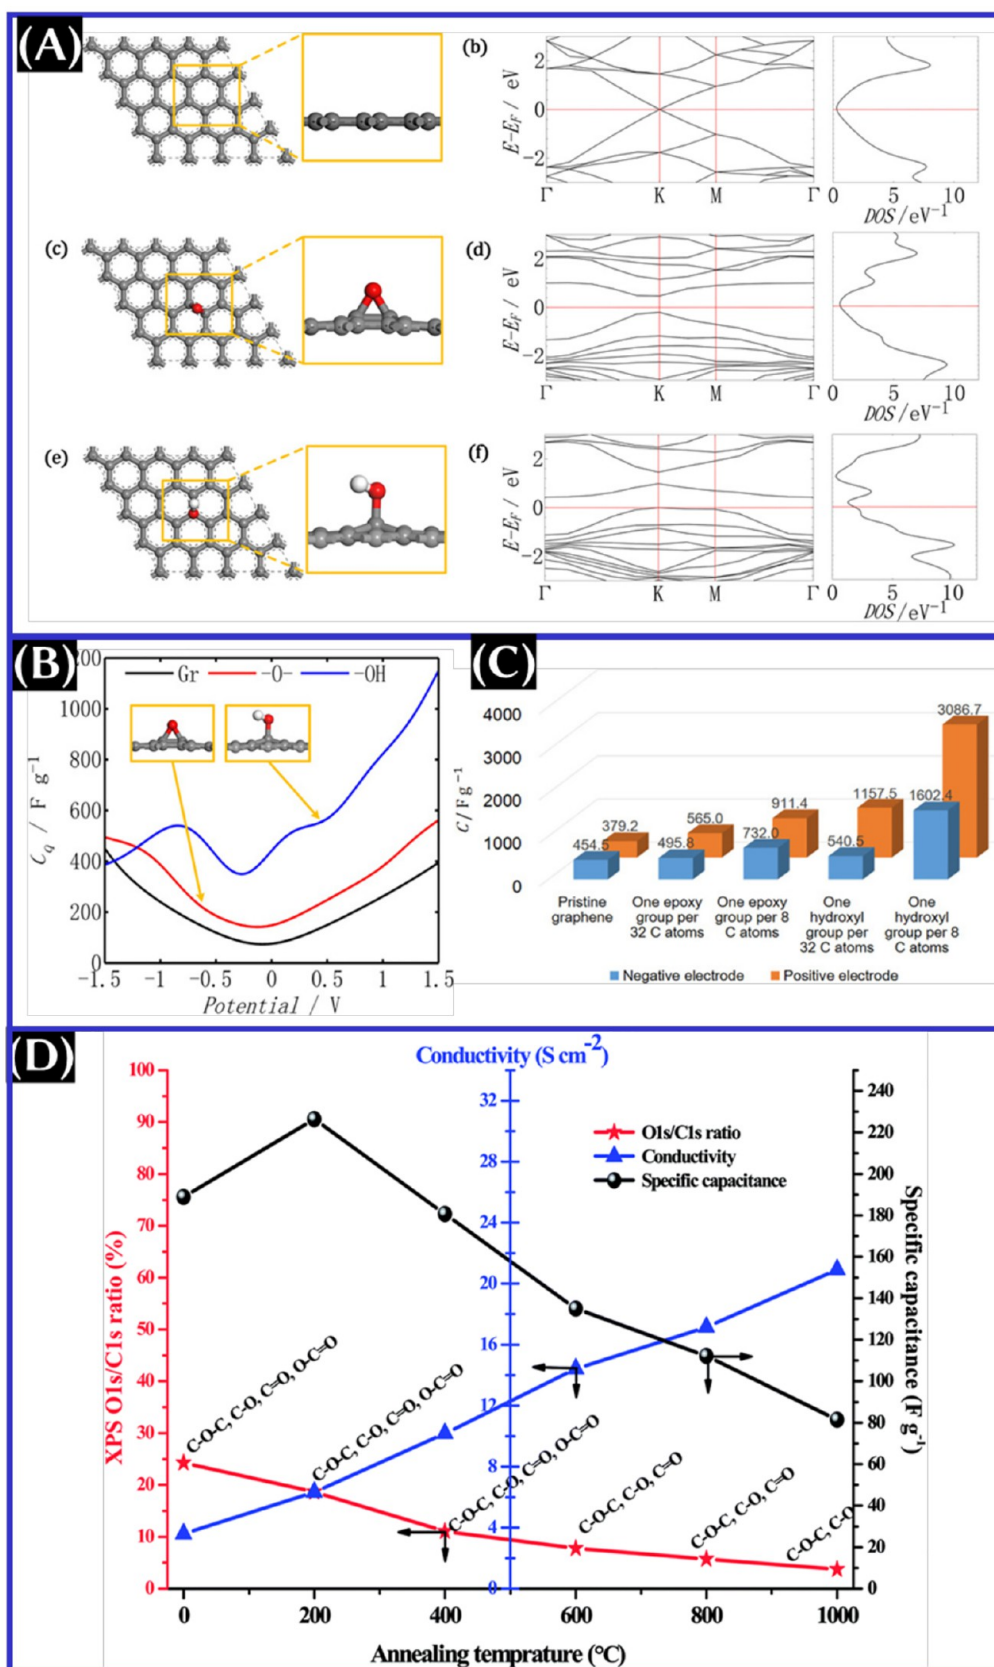 (A)
(b)
2
0
-2
E-E_F / eV
Γ K M Γ
0 5 10
DOS/eV⁻¹
(c)
(d)
2
0
-2
E-E_F / eV
Γ K M Γ
0 5 10
DOS/eV⁻¹
(e)
(f)
2
0
-2
E-E_F / eV
Γ K M Γ
0 5 10
DOS/eV⁻¹
(B)
Gr -O- -OH
1200
1000
800
600
400
200
0
C_Q / F g⁻¹
-1.5 -1 -0.5 0 0.5 1 1.5
Potential / V
(C)
4000
3000
2000
1000
0
C/F g⁻¹
454.5 379.2
495.8 565.0
732.0 911.4
540.5 1157.5
1602.4 3086.7
Pristine
graphene
One epoxy
group per
32 C atoms
One epoxy
group per 8
C atoms
One
hydroxyl
group per
32 C atoms
One
hydroxyl
group per 8
C atoms
Negative electrode Positive electrode
(D)
Conductivity (S cm⁻²)
100
90
80
70
60
50
40
30
20
10
0
XPS O1s/C1s ratio (%)
32
28
24
20
16
12
8
4
0
O1s/C1s ratio
Conductivity
Specific capacitance
240
220
200
180
160
140
120
100
80
60
40
20
0
Specific capacitance (F g⁻¹)
C-O-C, C-O, C=O, O-C=O
C-O-C, C-O, C=O, O-C=O
C-O-C, C-O, C=O, O-C=O
C-O-C, C-O, C=O
C-O-C, C-O, C=O
C-O-C, C-O
0 200 400 600 800 1000
Annealing temprature (°C)